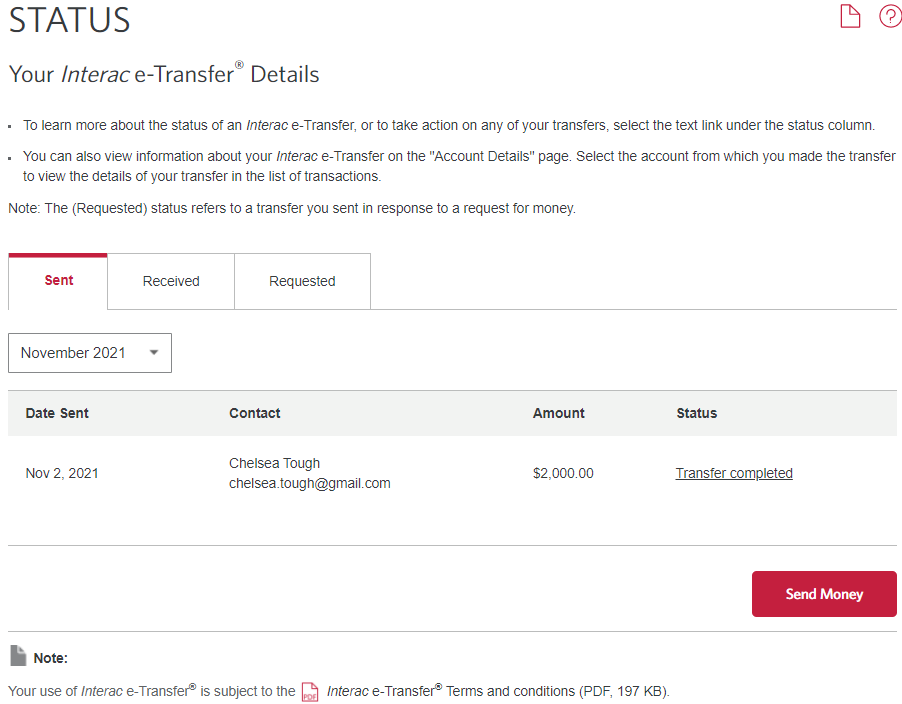 STATUS
Your Interac e-Transfer® Details
To learn more about the status of an Interac e-Transfer, or to take action on any of your transfers, select the text link under the status column.
You can also view information about your Interac e-Transfer on the "Account Details" page. Select the account from which you made the transfer
to view the details of your transfer in the list of transactions.
Note: The (Requested) status refers to a transfer you sent in response to a request for money.
Sent Received Requested
November 2021
Date Sent Contact Amount Status
Nov 2, 2021 Chelsea Tough $2,000.00 Transfer completed
chelsea.tough@gmail.com
Send Money
Note:
Your use of Interac e-Transfer® is subject to the PDF Interac e-Transfer® Terms and conditions (PDF, 197 KB).